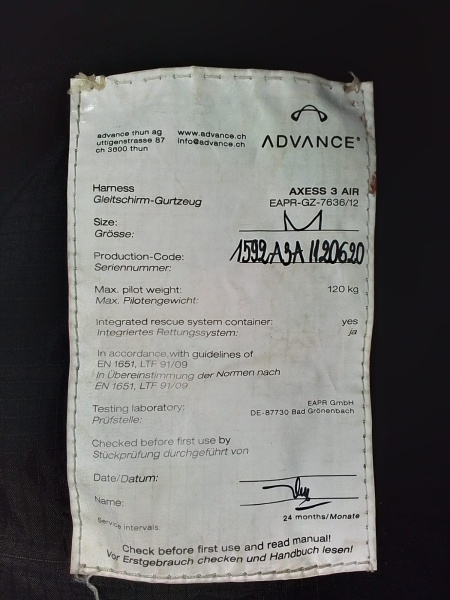 advance thun ag www.advance.ch
uttigenstrasse 87 info@advance.ch
ch 3600 thun
ADVANCE®
Harness AXESS 3 AIR
Gleitschirm-Gurtzeug EAPR-GZ-7636/12
Size: M
Grösse:
Production-Code: 1592A3AM120620
Seriennummer:
Max. pilot weight: 120 kg
Max. Pilotengewicht:
Integrated rescue system container: yes
Integriertes Rettungssystem: ja
In accordance with guidelines of
EN 1651, LTF 91/09
In Übereinstimmung der Normen nach
EN 1651, LTF 91/09
Testing laboratory: EAPR GmbH
Prüfstelle: DE-87730 Bad Grönenbach
Checked before first use by
Stückprüfung durchgeführt von
Date/Datum:
Name:
Service intervals: 24 months/Monate
Check before first use and read manual!
Vor Erstgebrauch checken und Handbuch lesen!